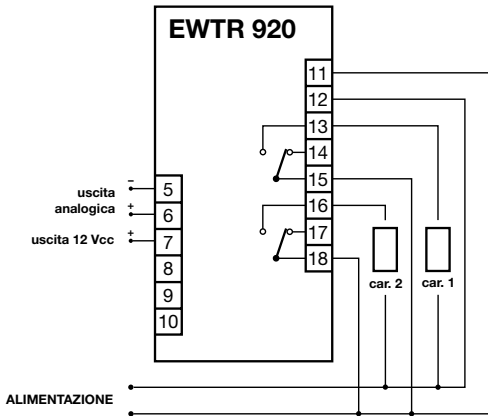 EWTR 920
11
12
13
14
15
16
17
18
–
uscita
analogica
+
+
uscita 12 Vcc
5
6
7
8
9
10
car. 2
car. 1
ALIMENTAZIONE